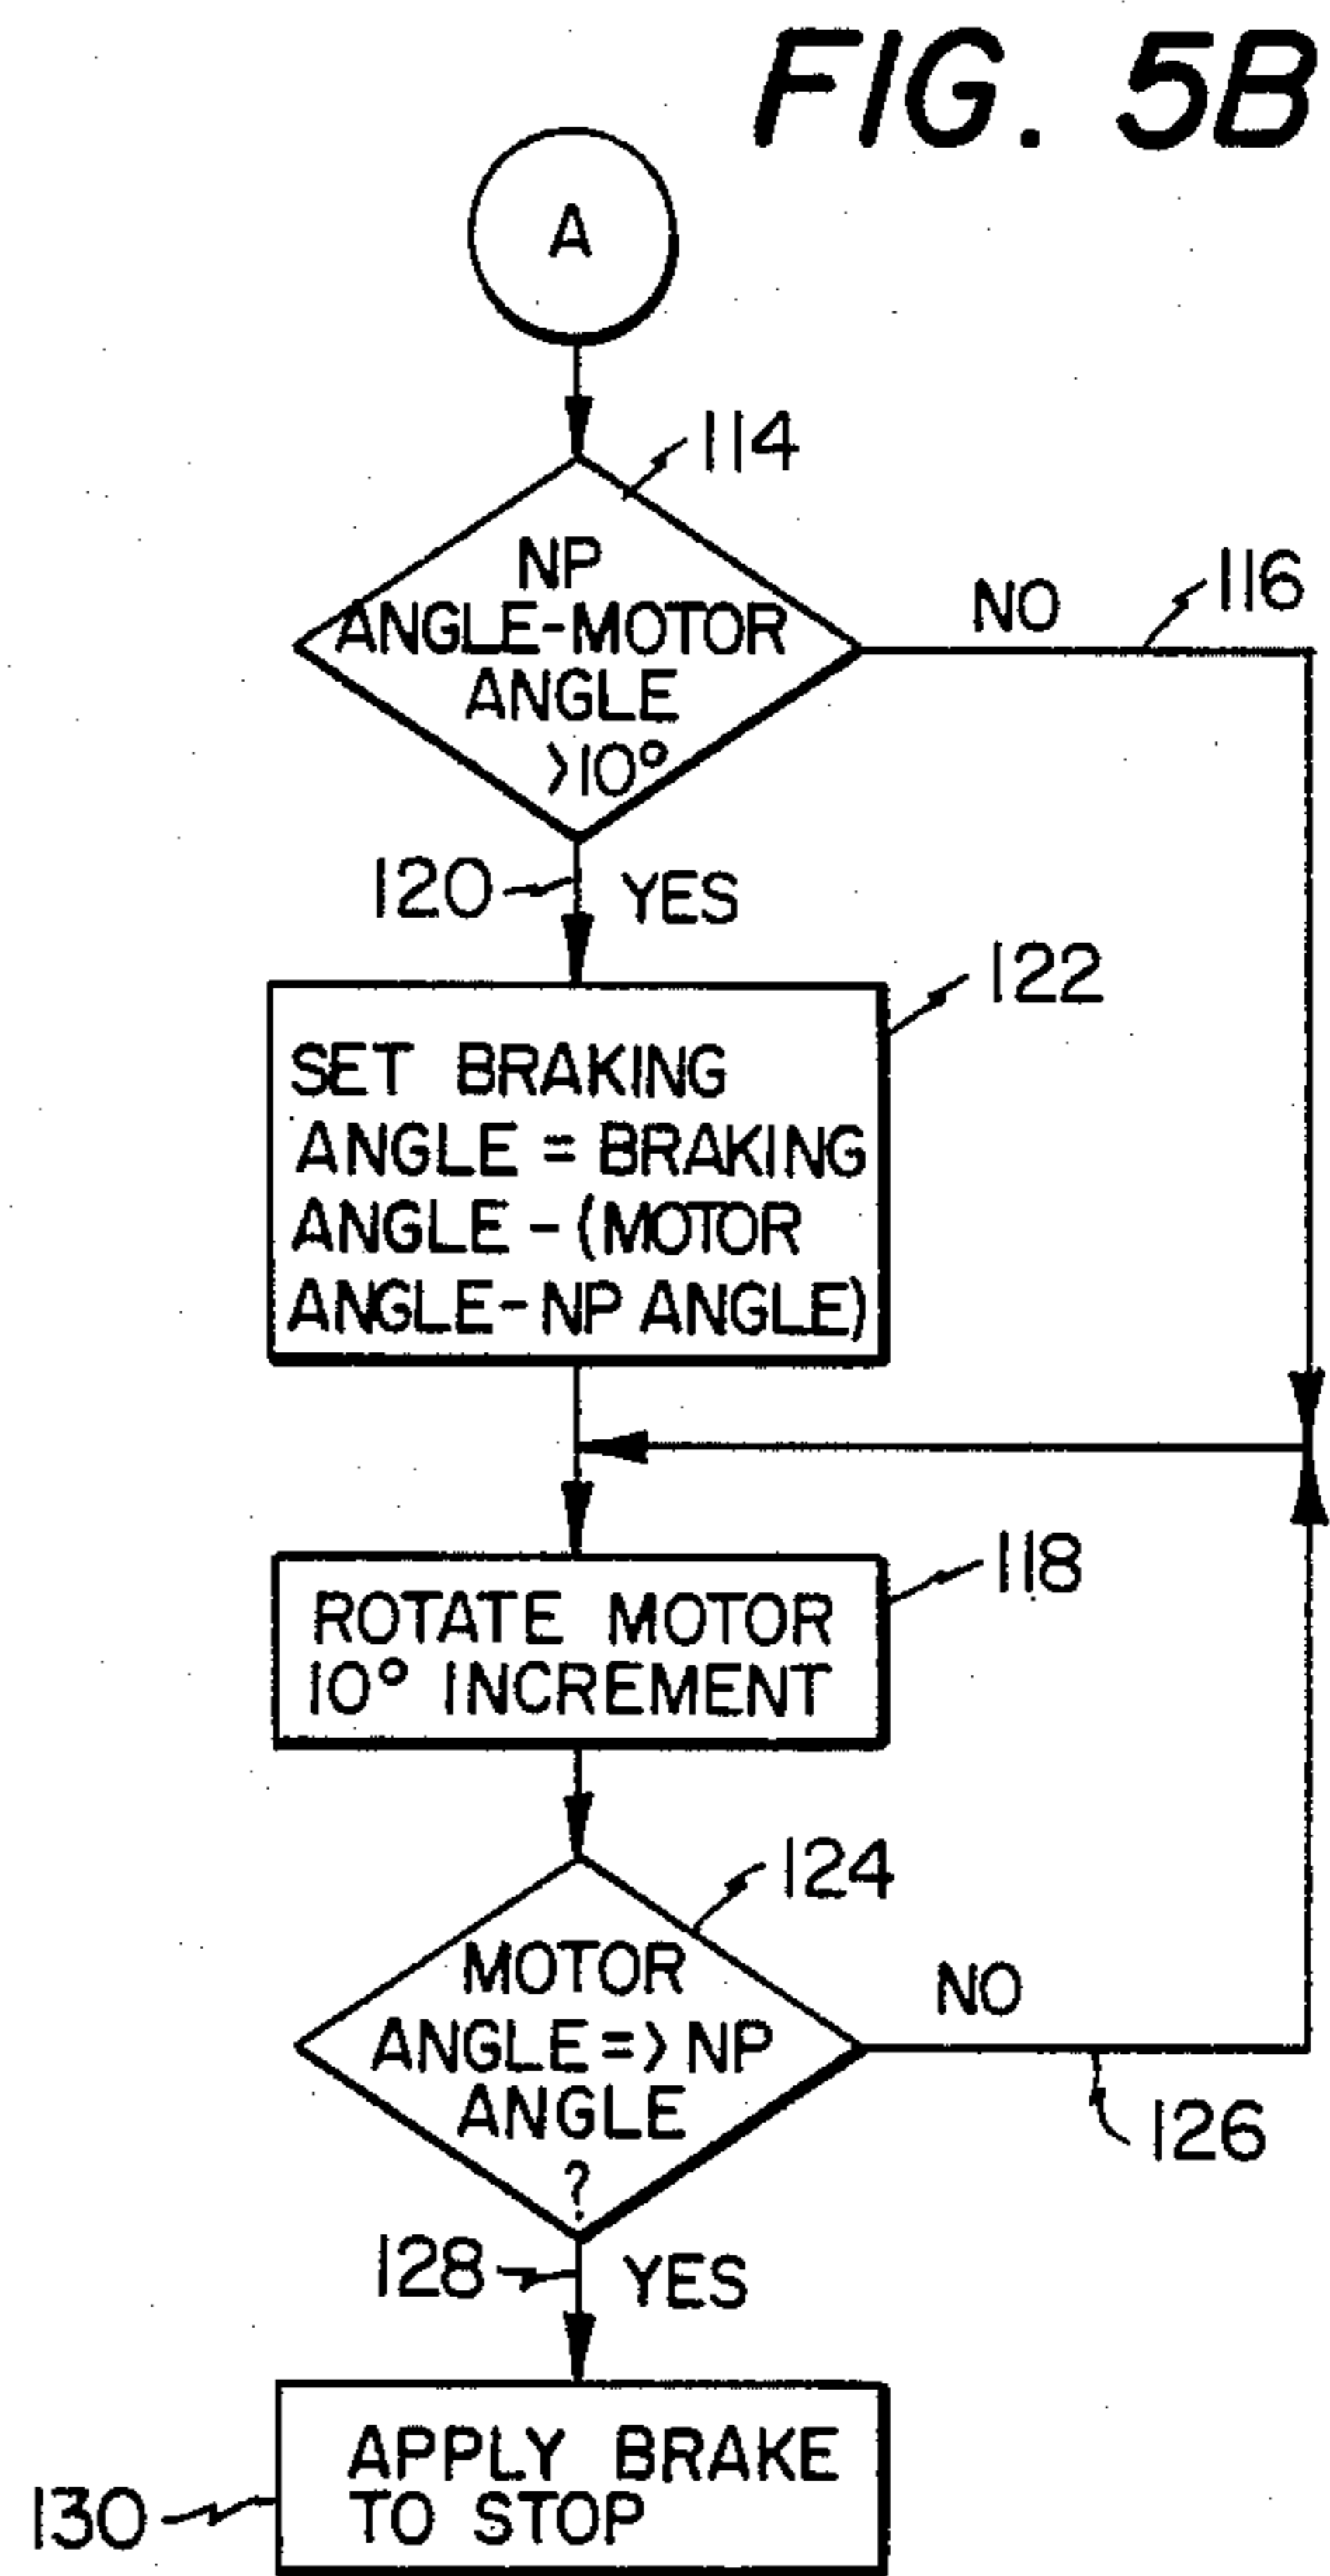 FIG. 5B
A
114
NP
ANGLE-MOTOR
ANGLE
>10°
NO
116
120
YES
122
SET BRAKING
ANGLE = BRAKING
ANGLE - (MOTOR
ANGLE-NP ANGLE)
118
ROTATE MOTOR
10° INCREMENT
124
MOTOR
ANGLE => NP
ANGLE
?
NO
126
128
YES
130
APPLY BRAKE
TO STOP